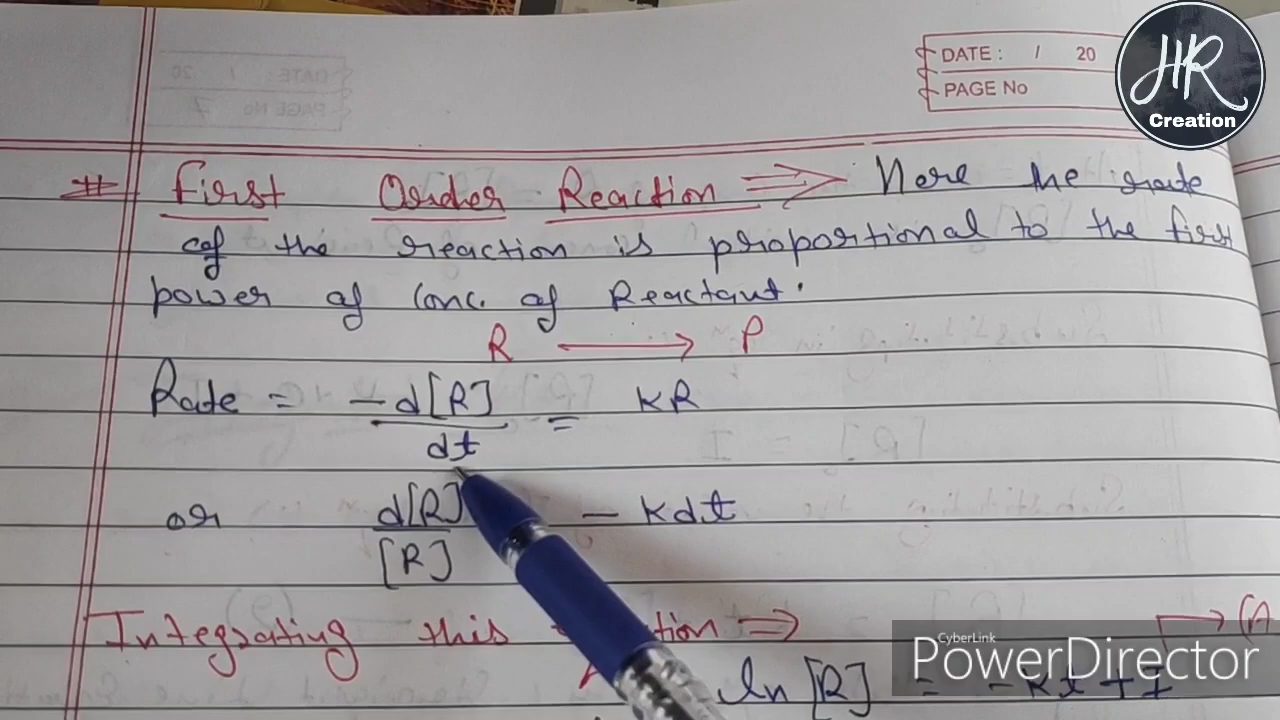 DATE : / 20
PAGE No
HR
Creation
# First Order Reaction ⇒ Here the rate
of the reaction is proportional to the first
power of Conc. of Reactant.
R ⟶ P
Rate = -d[R]/dt = KR
or d[R]/[R] - Kdt
Integrating this ⇒
ln [R] = -Kt + I
CyberLink
PowerDirector